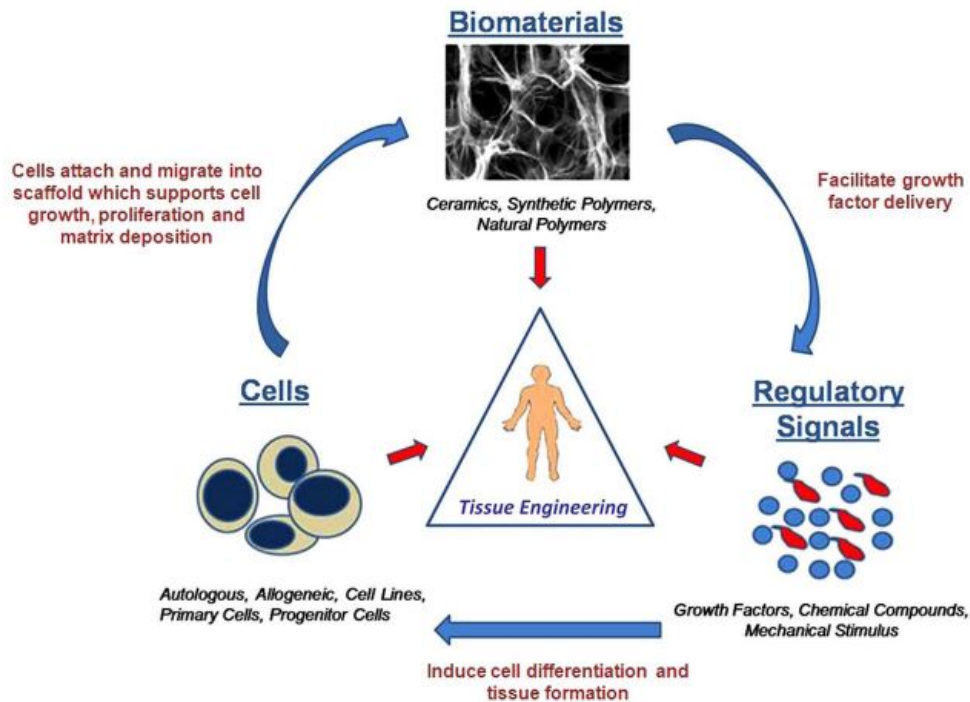 Biomaterials
Ceramics, Synthetic Polymers,
Natural Polymers
Cells attach and migrate into
scaffold which supports cell
growth, proliferation and
matrix deposition
Facilitate growth
factor delivery
Cells
Regulatory
Signals
Tissue Engineering
Autologous, Allogeneic, Cell Lines,
Primary Cells, Progenitor Cells
Growth Factors, Chemical Compounds,
Mechanical Stimulus
Induce cell differentiation and
tissue formation